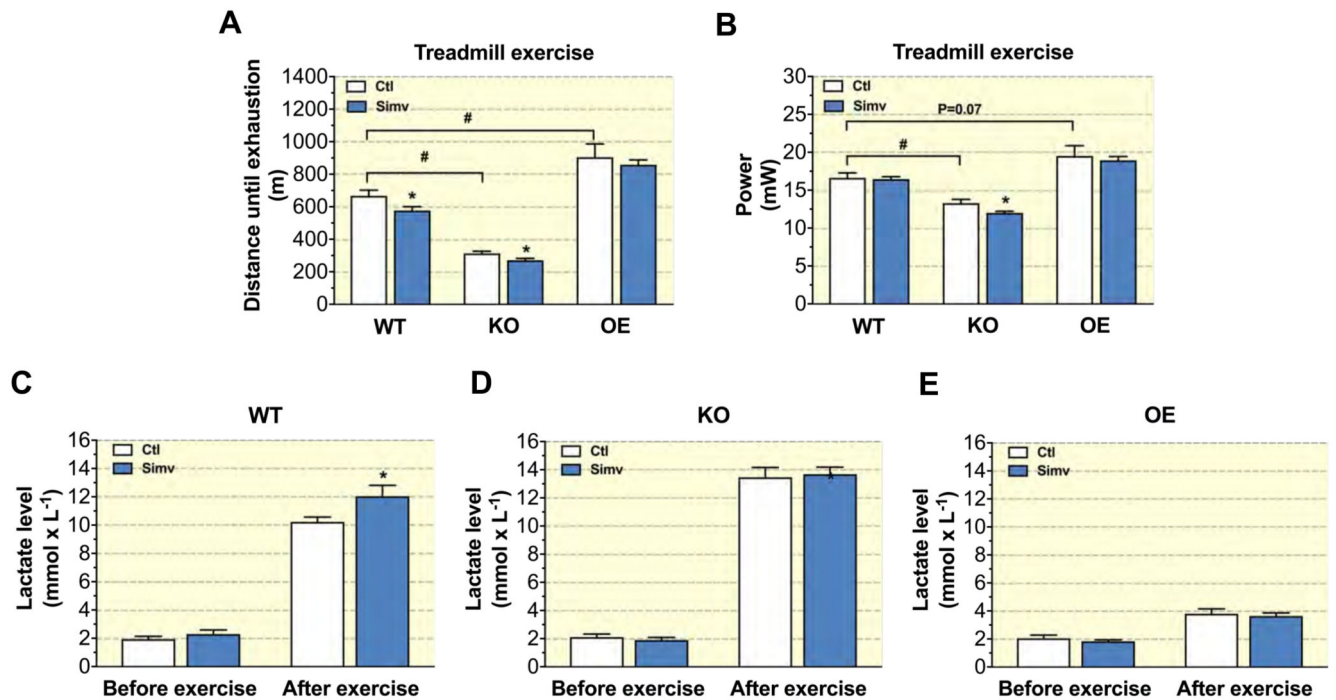 A
B
Treadmill exercise
Treadmill exercise
Distance until exhaustion
(m)
1400
1200
1000
800
600
400
200
0
Ctl
Simv
#
#
*
*
WT
KO
OE
Power
(mW)
30
25
20
15
10
5
0
Ctl
Simv
P=0.07
#
*
WT
KO
OE
C
D
E
WT
KO
OE
Lactate level
(mmol x L-1)
16
14
12
10
8
6
4
2
0
Ctl
Simv
*
Before exercise
After exercise
Lactate level
(mmol x L-1)
16
14
12
10
8
6
4
2
0
Ctl
Simv
*
Before exercise
After exercise
Lactate level
(mmol x L-1)
16
14
12
10
8
6
4
2
0
Ctl
Simv
Before exercise
After exercise